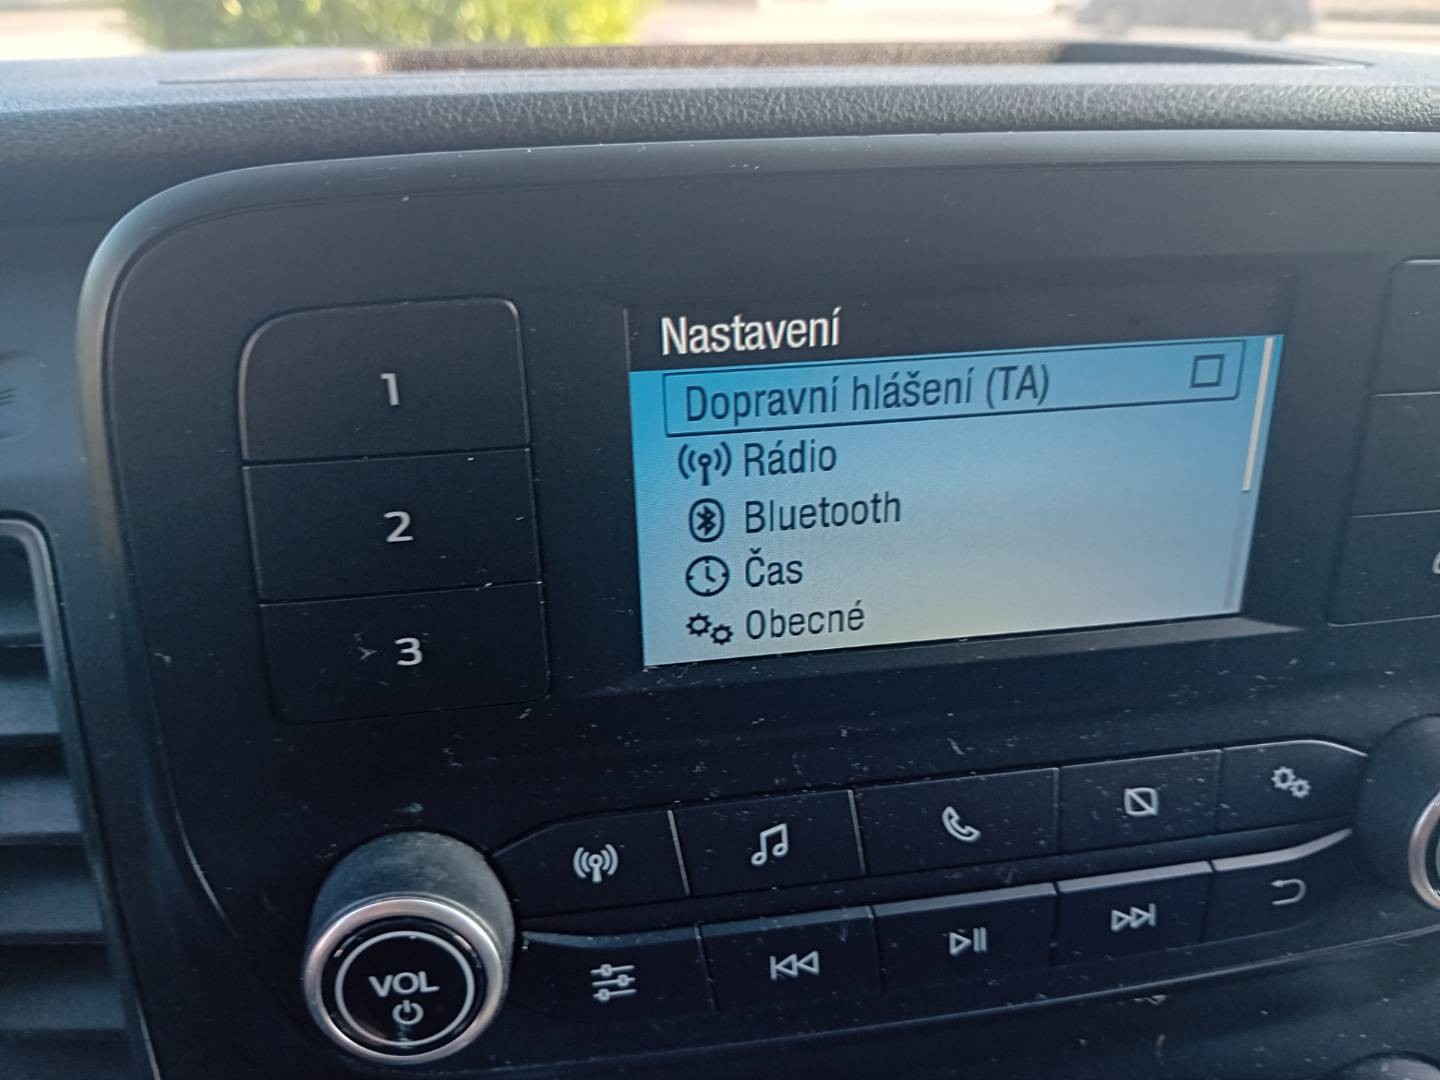 1
2
3
Nastavení
Dopravní hlášení (TA)
Rádio
Bluetooth
Čas
Obecné
VOL